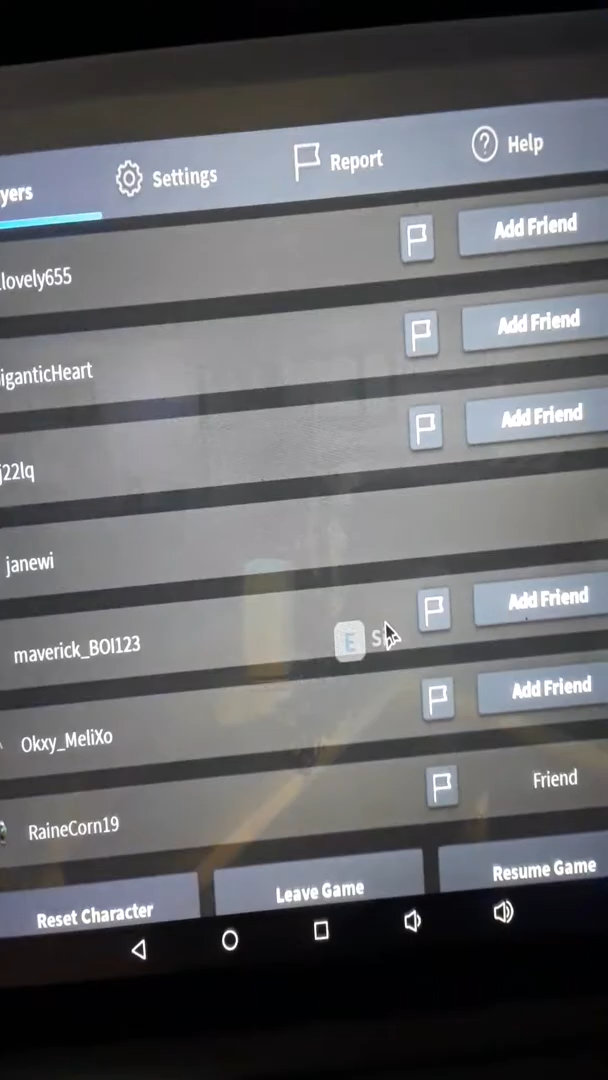 yers Settings Report Help
lovely655 Add Friend
iganticHeart Add Friend
j22lq Add Friend
janewi
maverick_BOI123 E S Add Friend
Okxy_MeliXo Add Friend
RaineCorn19 Friend
Reset Character Leave Game Resume Game